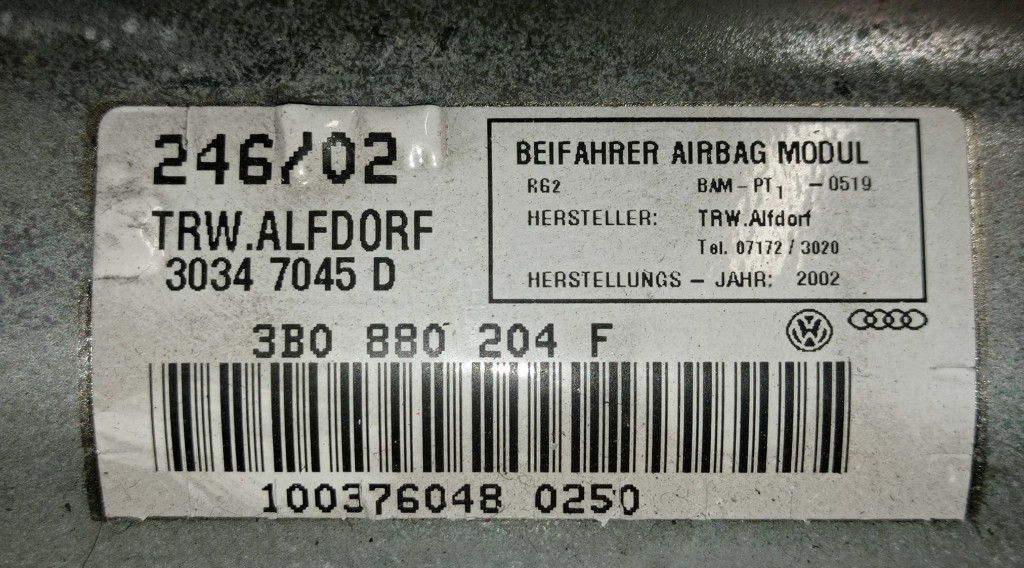 246/02
TRW.ALFDORF
3034 7045 D
BEIFAHRER AIRBAG MODUL
RG2 BAM-PT1 -0519
HERSTELLER: TRW.Alfdorf
Tel. 07172 / 3020
HERSTELLUNGS - JAHR: 2002
3B0 880 204 F
100376048 0250